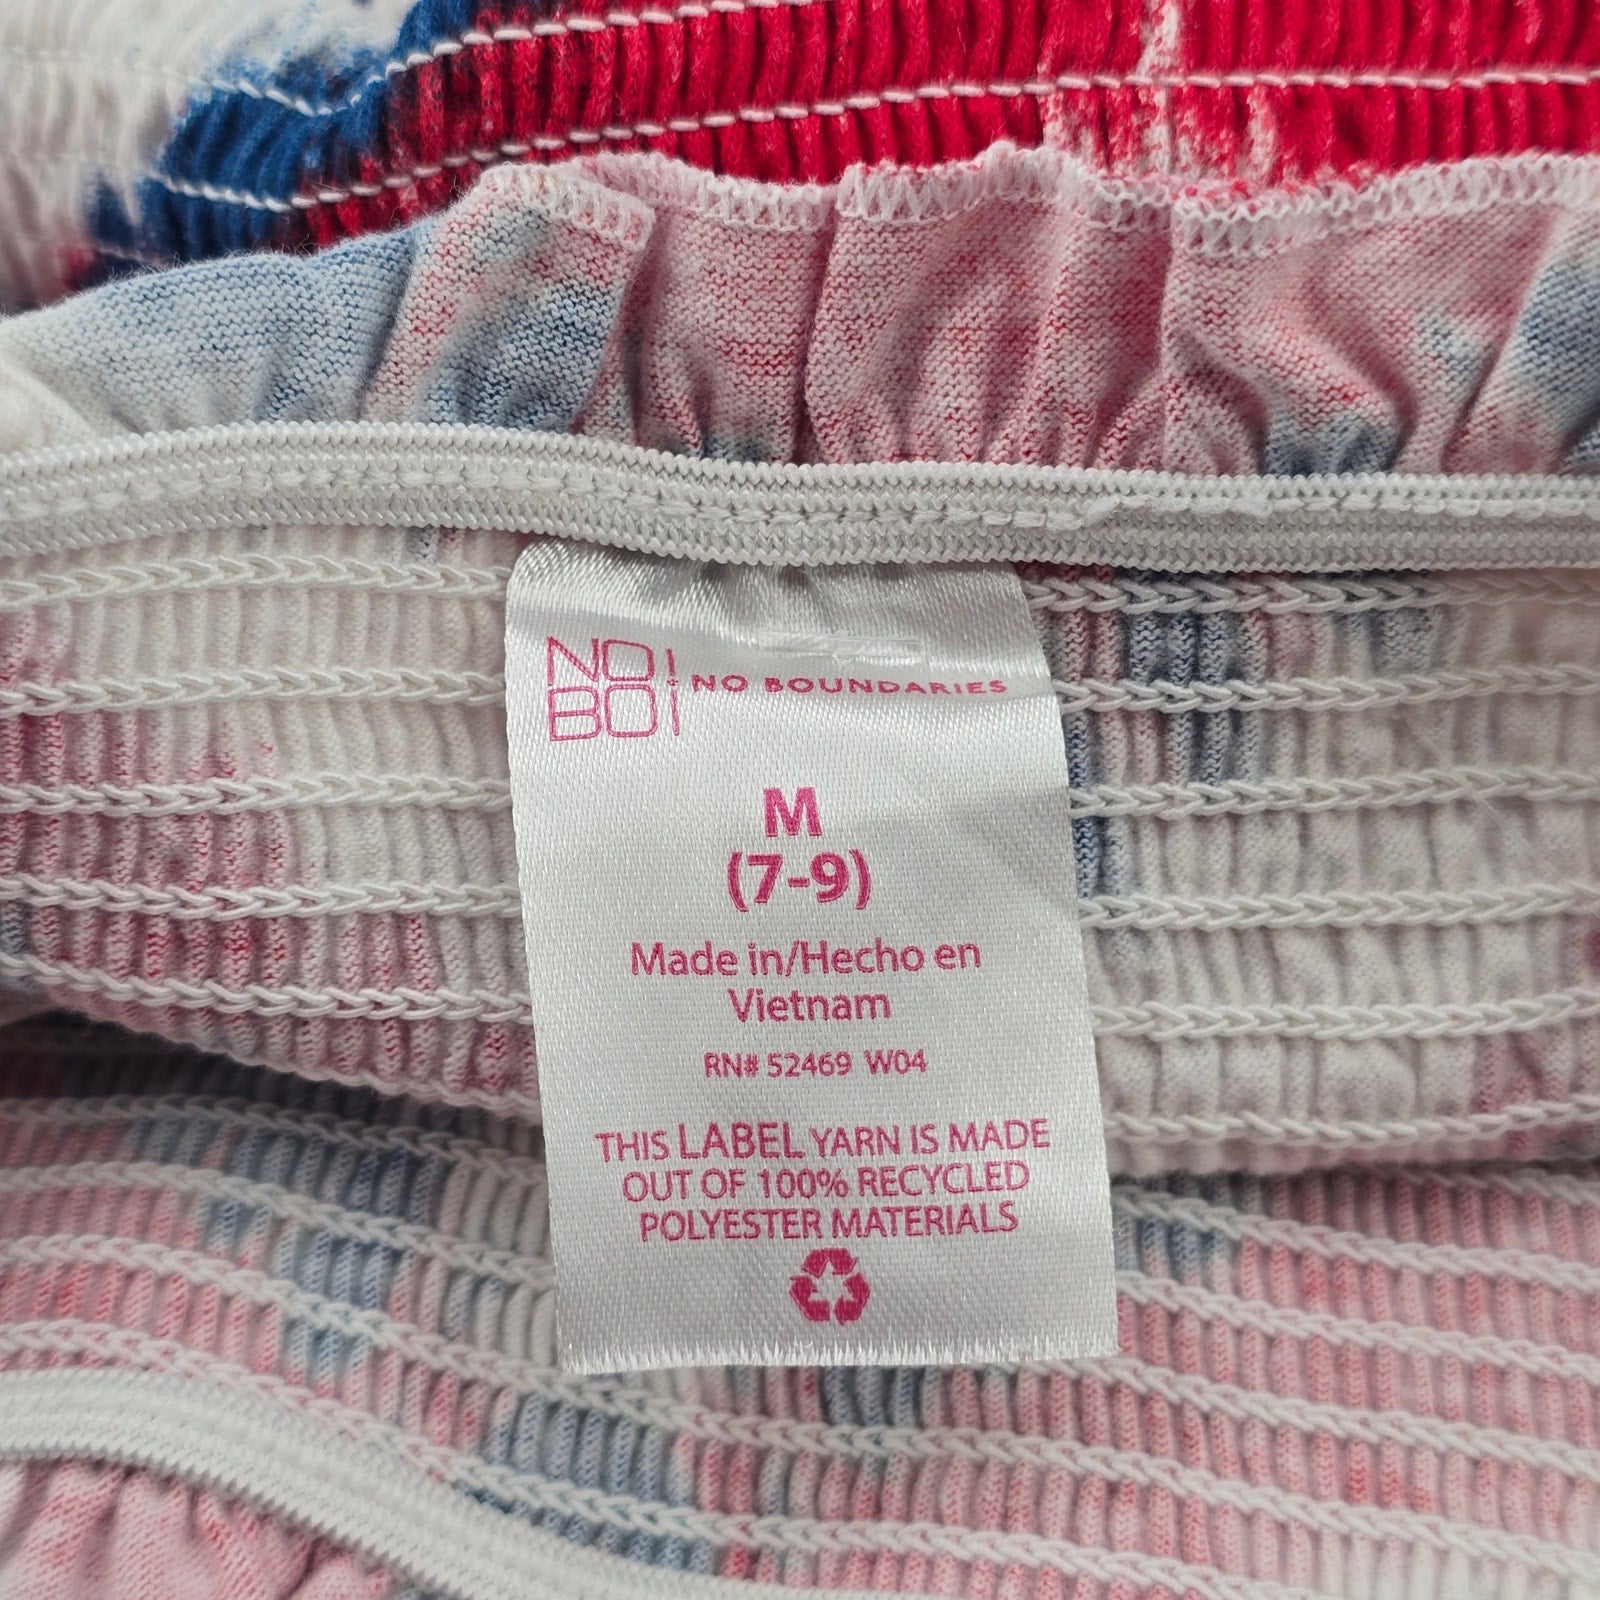 NO!
BO!
NO BOUNDARIES
M
(7-9)
Made in/Hecho en
Vietnam
RN# 52469 W04
THIS LABEL YARN IS MADE
OUT OF 100% RECYCLED
POLYESTER MATERIALS